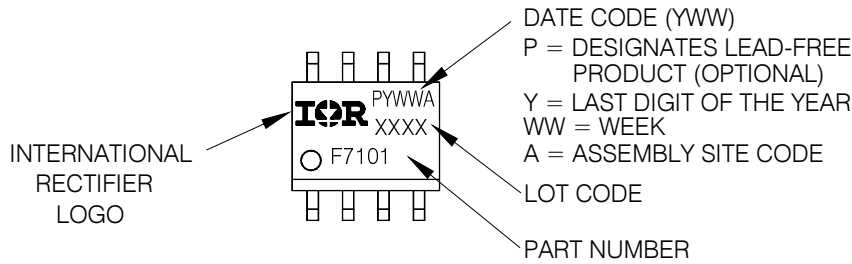 DATE CODE (YWW)
P = DESIGNATES LEAD-FREE
PRODUCT (OPTIONAL)
Y = LAST DIGIT OF THE YEAR
WW = WEEK
A = ASSEMBLY SITE CODE
LOT CODE
PART NUMBER
INTERNATIONAL
RECTIFIER
LOGO
PYWWA
IOR
XXXX
F7101